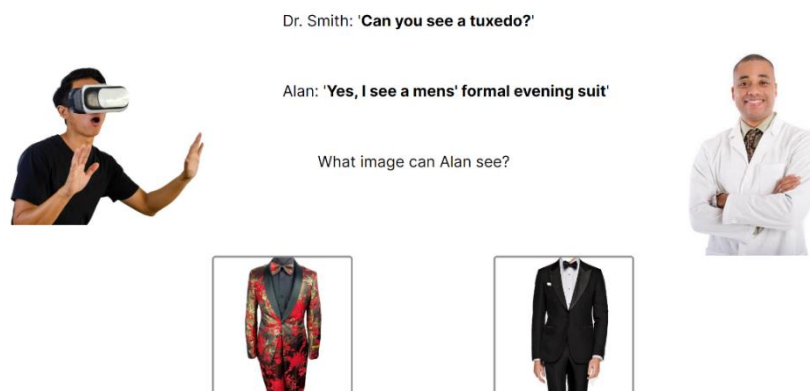 Dr. Smith: 'Can you see a tuxedo?'
Alan: 'Yes, I see a mens' formal evening suit'
What image can Alan see?